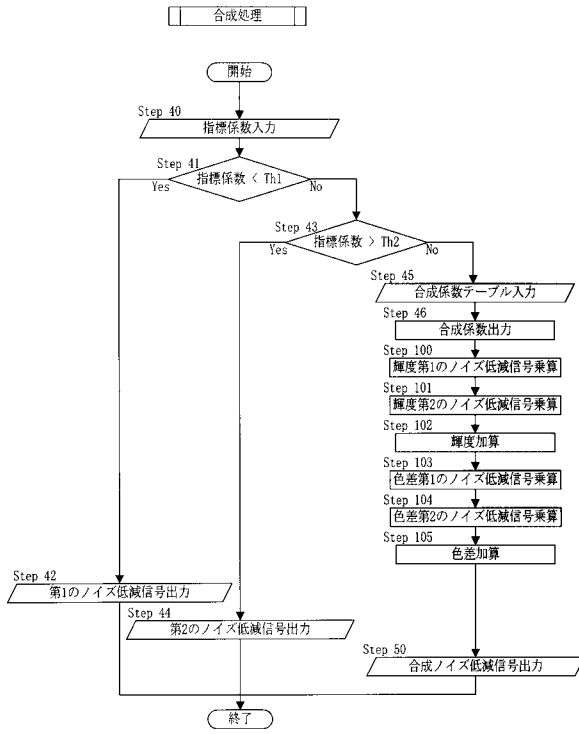 合成処理
開始
Step 40
指標係数入力
Step 41
指標係数 < Th1
Yes
No
Step 43
指標係数 > Th2
Yes
No
Step 45
合成係数テーブル入力
Step 46
合成係数出力
Step 100
輝度第1のノイズ低減信号乗算
Step 101
輝度第2のノイズ低減信号乗算
Step 102
輝度加算
Step 103
色差第1のノイズ低減信号乗算
Step 104
色差第2のノイズ低減信号乗算
Step 105
色差加算
Step 42
第1のノイズ低減信号出力
Step 44
第2のノイズ低減信号出力
Step 50
合成ノイズ低減信号出力
終了